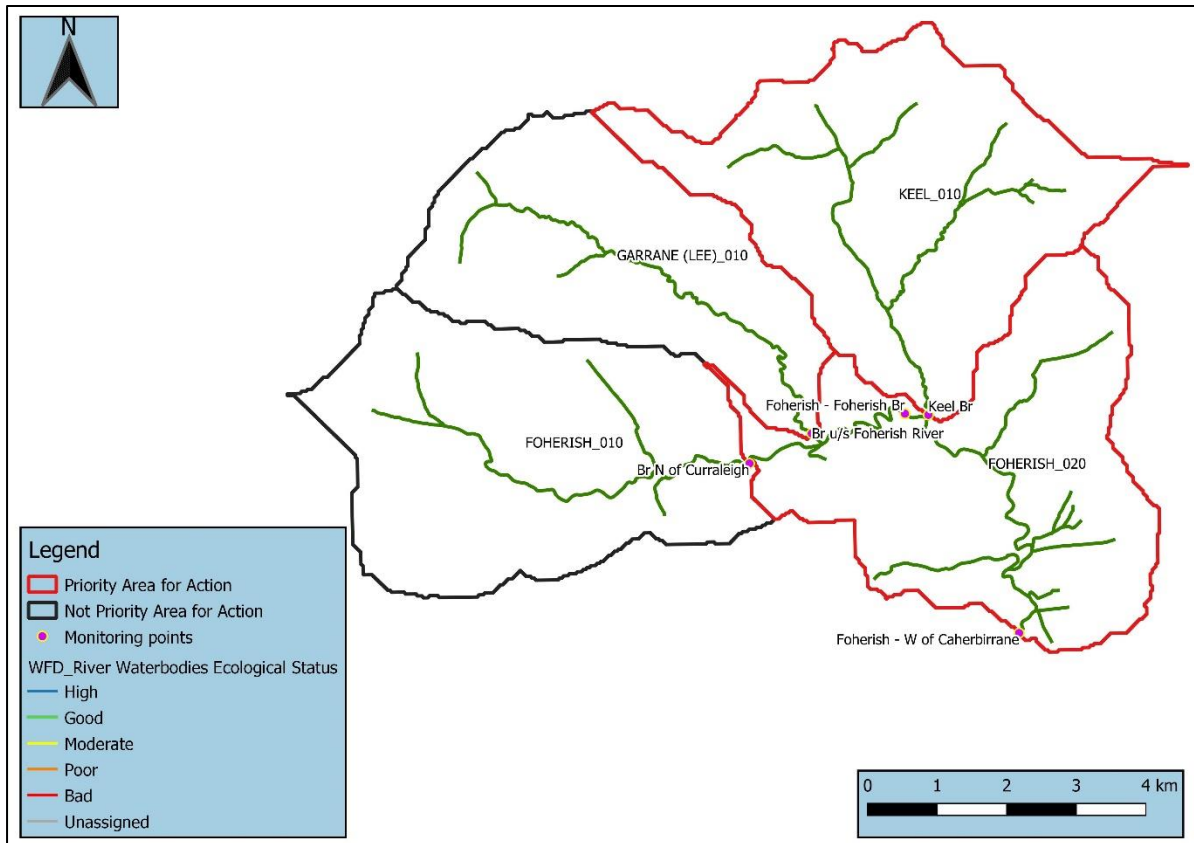 N
KEEL_010
GARRANE (LEE)_010
Foherish - Foherish Br
Keel Br
Br u/s Foherish River
FOHERISH_010
Br N of Curraleigh
FOHERISH_020
Foherish - W of Caherbirrane
Legend
Priority Area for Action
Not Priority Area for Action
Monitoring points
WFD_River Waterbodies Ecological Status
High
Good
Moderate
Poor
Bad
Unassigned
0 1 2 3 4 km